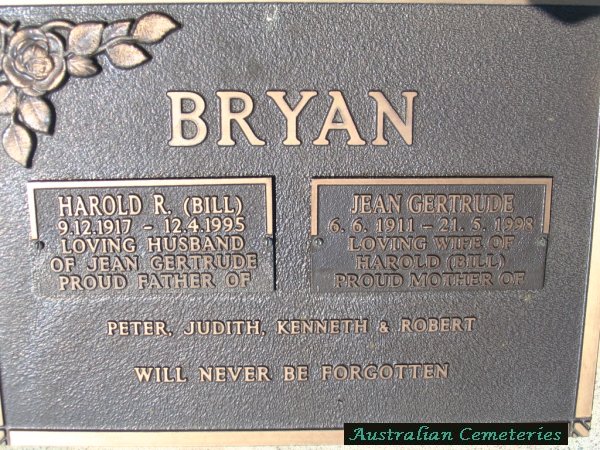 BRYAN
HAROLD R. (BILL)
9.12.1917 - 12.4.1995
LOVING HUSBAND
OF JEAN GERTRUDE
PROUD FATHER OF
JEAN GERTRUDE
6. 6. 1911 - 21. 5. 1998
LOVING WIFE OF
HAROLD (BILL)
PROUD MOTHER OF
PETER, JUDITH, KENNETH & ROBERT
WILL NEVER BE FORGOTTEN
Australian Cemeteries